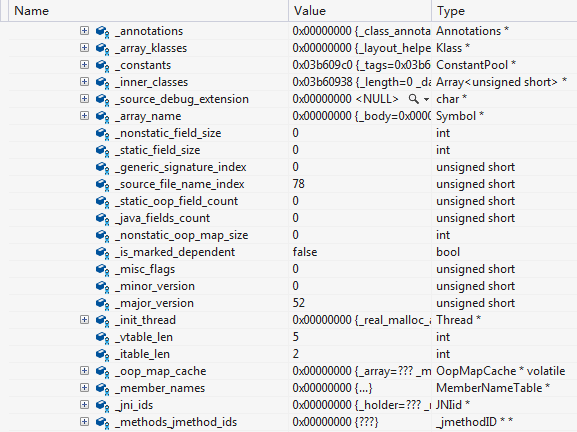 Name Value Type
_annotations 0x00000000 {_class_annota Annotations *
_array_klasses 0x00000000 {_layout_helpe Klass *
_constants 0x03b609c0 {_tags=0x03b6 ConstantPool *
_inner_classes 0x03b60938 {_length=0 _da Array<unsigned short> *
_source_debug_extension 0x00000000 <NULL> char *
_array_name 0x00000000 {_body=0x0000 Symbol *
_nonstatic_field_size 0 int
_static_field_size 0 int
_generic_signature_index 0 unsigned short
_source_file_name_index 78 unsigned short
_static_oop_field_count 0 unsigned short
_java_fields_count 0 unsigned short
_nonstatic_oop_map_size 0 int
_is_marked_dependent false bool
_misc_flags 0 unsigned short
_minor_version 0 unsigned short
_major_version 52 unsigned short
_init_thread 0x00000000 {_real_malloc_a Thread *
_vtable_len 5 int
_itable_len 2 int
_oop_map_cache 0x00000000 {_array=??? _m OopMapCache * volatile
_member_names 0x00000000 {...} MemberNameTable *
_jni_ids 0x00000000 {_holder=??? _n JNIid *
_methods_jmethod_ids 0x00000000 {???} _jmethodID * *